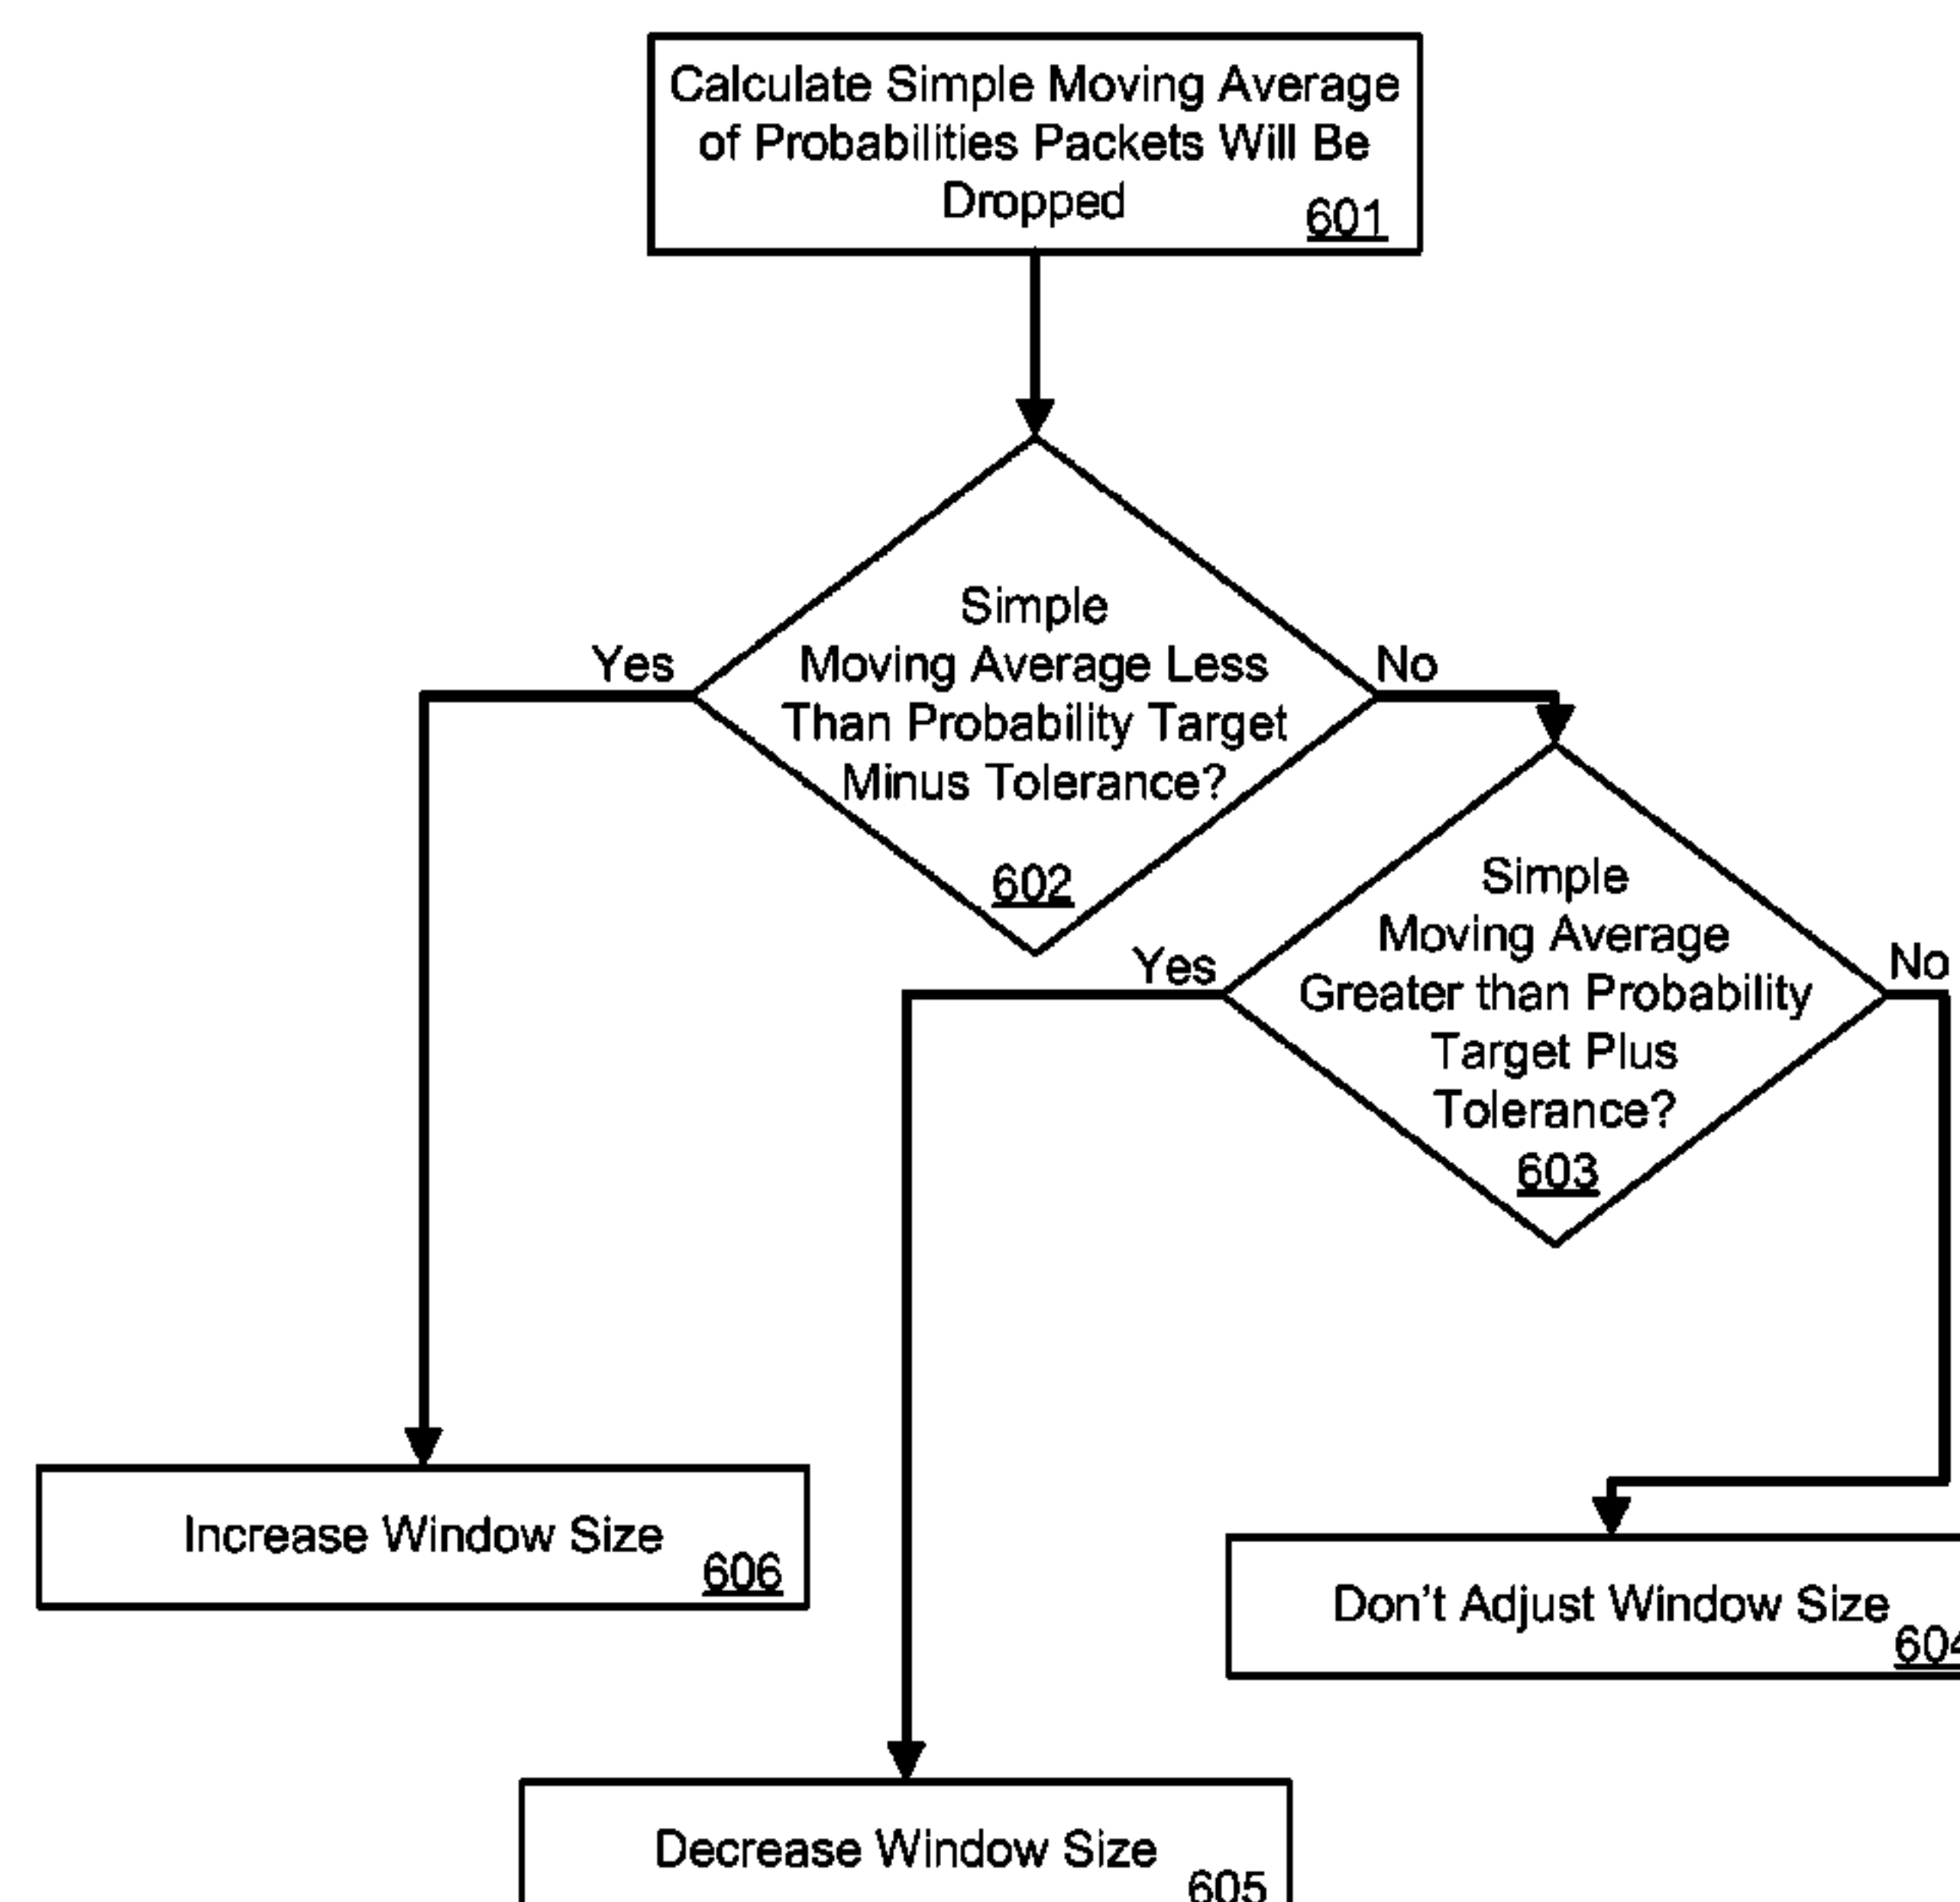 Calculate Simple Moving Average
of Probabilities Packets Will Be
Dropped
601
Simple
Moving Average Less
Than Probability Target
Minus Tolerance?
602
Yes
No
Simple
Moving Average
Greater than Probability
Target Plus
Tolerance?
603
Yes
No
Increase Window Size
606
Don't Adjust Window Size
604
Decrease Window Size
605